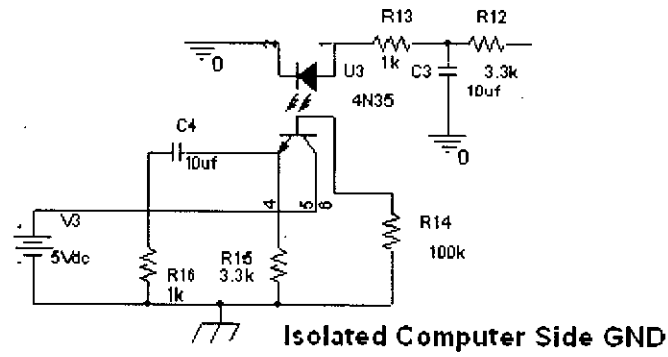 R13
R12
0
1k
U3
C3
3.3k
10uf
4N35
C4
10uf
0
4
5
6
V3
5Vdc
R14
100k
R15
3.3k
R16
1k
Isolated Computer Side GND